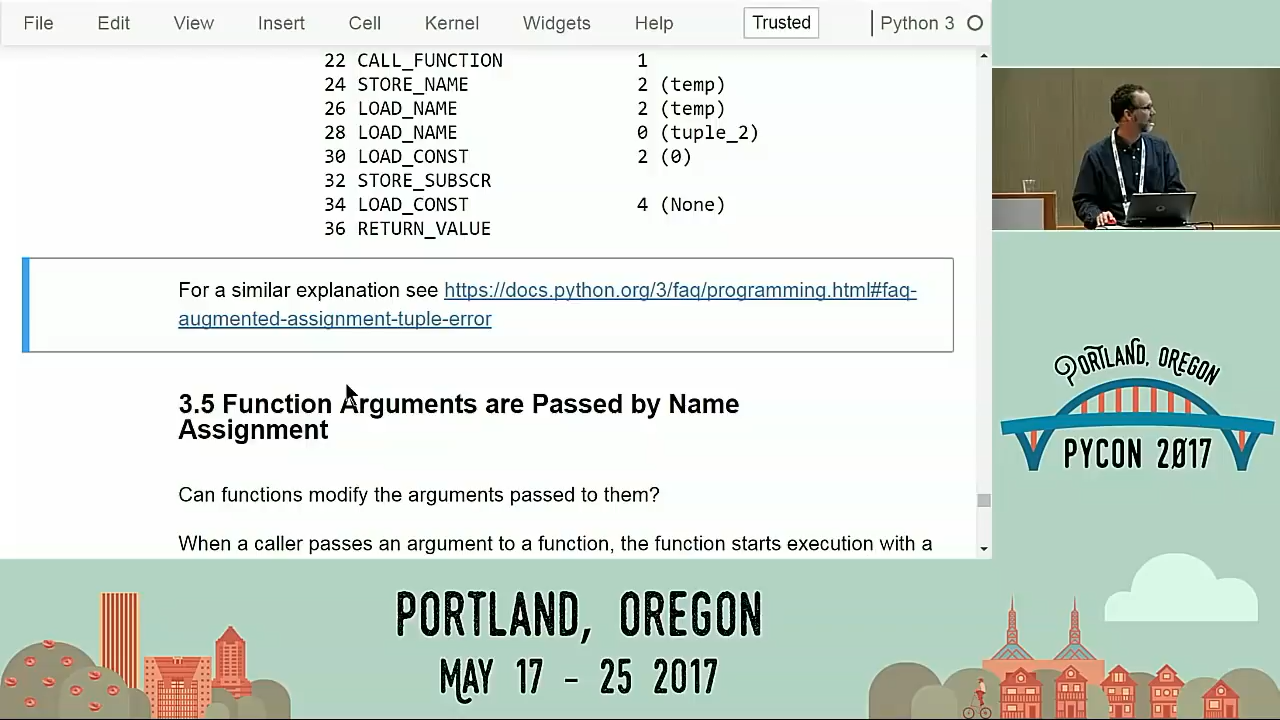 File Edit View Insert Cell Kernel Widgets Help Trusted Python 3
22 CALL_FUNCTION 1
24 STORE_NAME 2 (temp)
26 LOAD_NAME 2 (temp)
28 LOAD_NAME 0 (tuple_2)
30 LOAD_CONST 2 (0)
32 STORE_SUBSCR
34 LOAD_CONST 4 (None)
36 RETURN_VALUE
For a similar explanation see https://docs.python.org/3/faq/programming.html#faq-
augmented-assignment-tuple-error
3.5 Function Arguments are Passed by Name
Assignment
Can functions modify the arguments passed to them?
When a caller passes an argument to a function, the function starts execution with a
PORTLAND, OREGON
PYCON 2017
PORTLAND, OREGON
MAY 17 - 25 2017